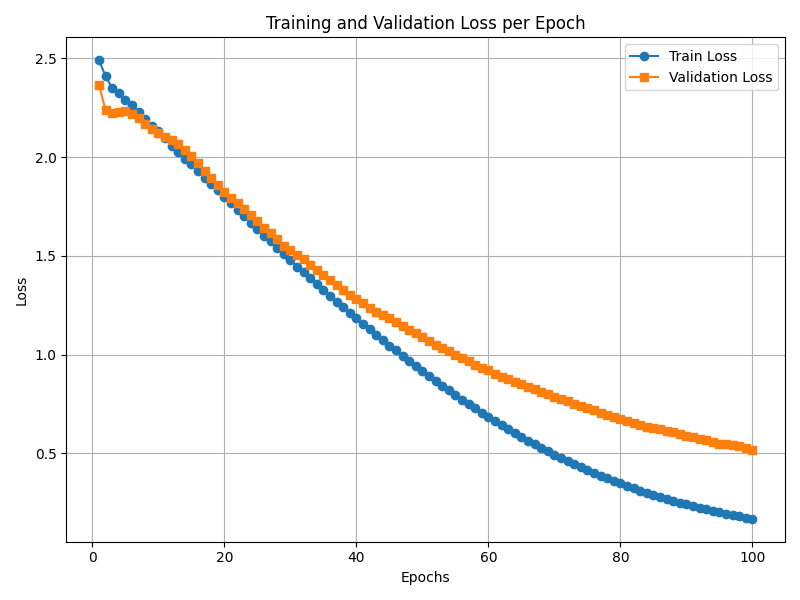 Training and Validation Loss per Epoch
Train Loss
Validation Loss
2.5
2.0
1.5
1.0
0.5
Loss
0 20 40 60 80 100
Epochs